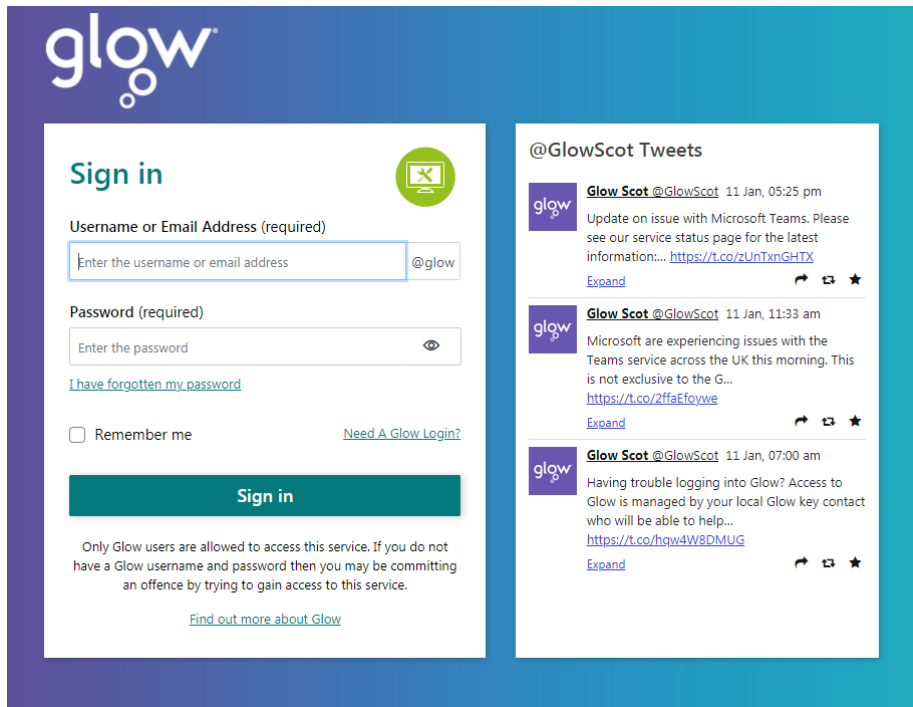 glow
Sign in
Username or Email Address (required)
Enter the username or email address
@glow
Password (required)
Enter the password
I have forgotten my password
Remember me
Need A Glow Login?
Sign in
Only Glow users are allowed to access this service. If you do not
have a Glow username and password then you may be committing
an offence by trying to gain access to this service.
Find out more about Glow
@GlowScot Tweets
glow
Glow Scot @GlowScot 11 Jan, 05:25 pm
Update on issue with Microsoft Teams. Please
see our service status page for the latest
information:... https://t.co/zUnTxnGHTX
Expand
glow
Glow Scot @GlowScot 11 Jan, 11:33 am
Microsoft are experiencing issues with the
Teams service across the UK this morning. This
is not exclusive to the G...
https://t.co/2ffaEfoywe
Expand
glow
Glow Scot @GlowScot 11 Jan, 07:00 am
Having trouble logging into Glow? Access to
Glow is managed by your local Glow key contact
who will be able to help...
https://t.co/hqw4W8DMUG
Expand